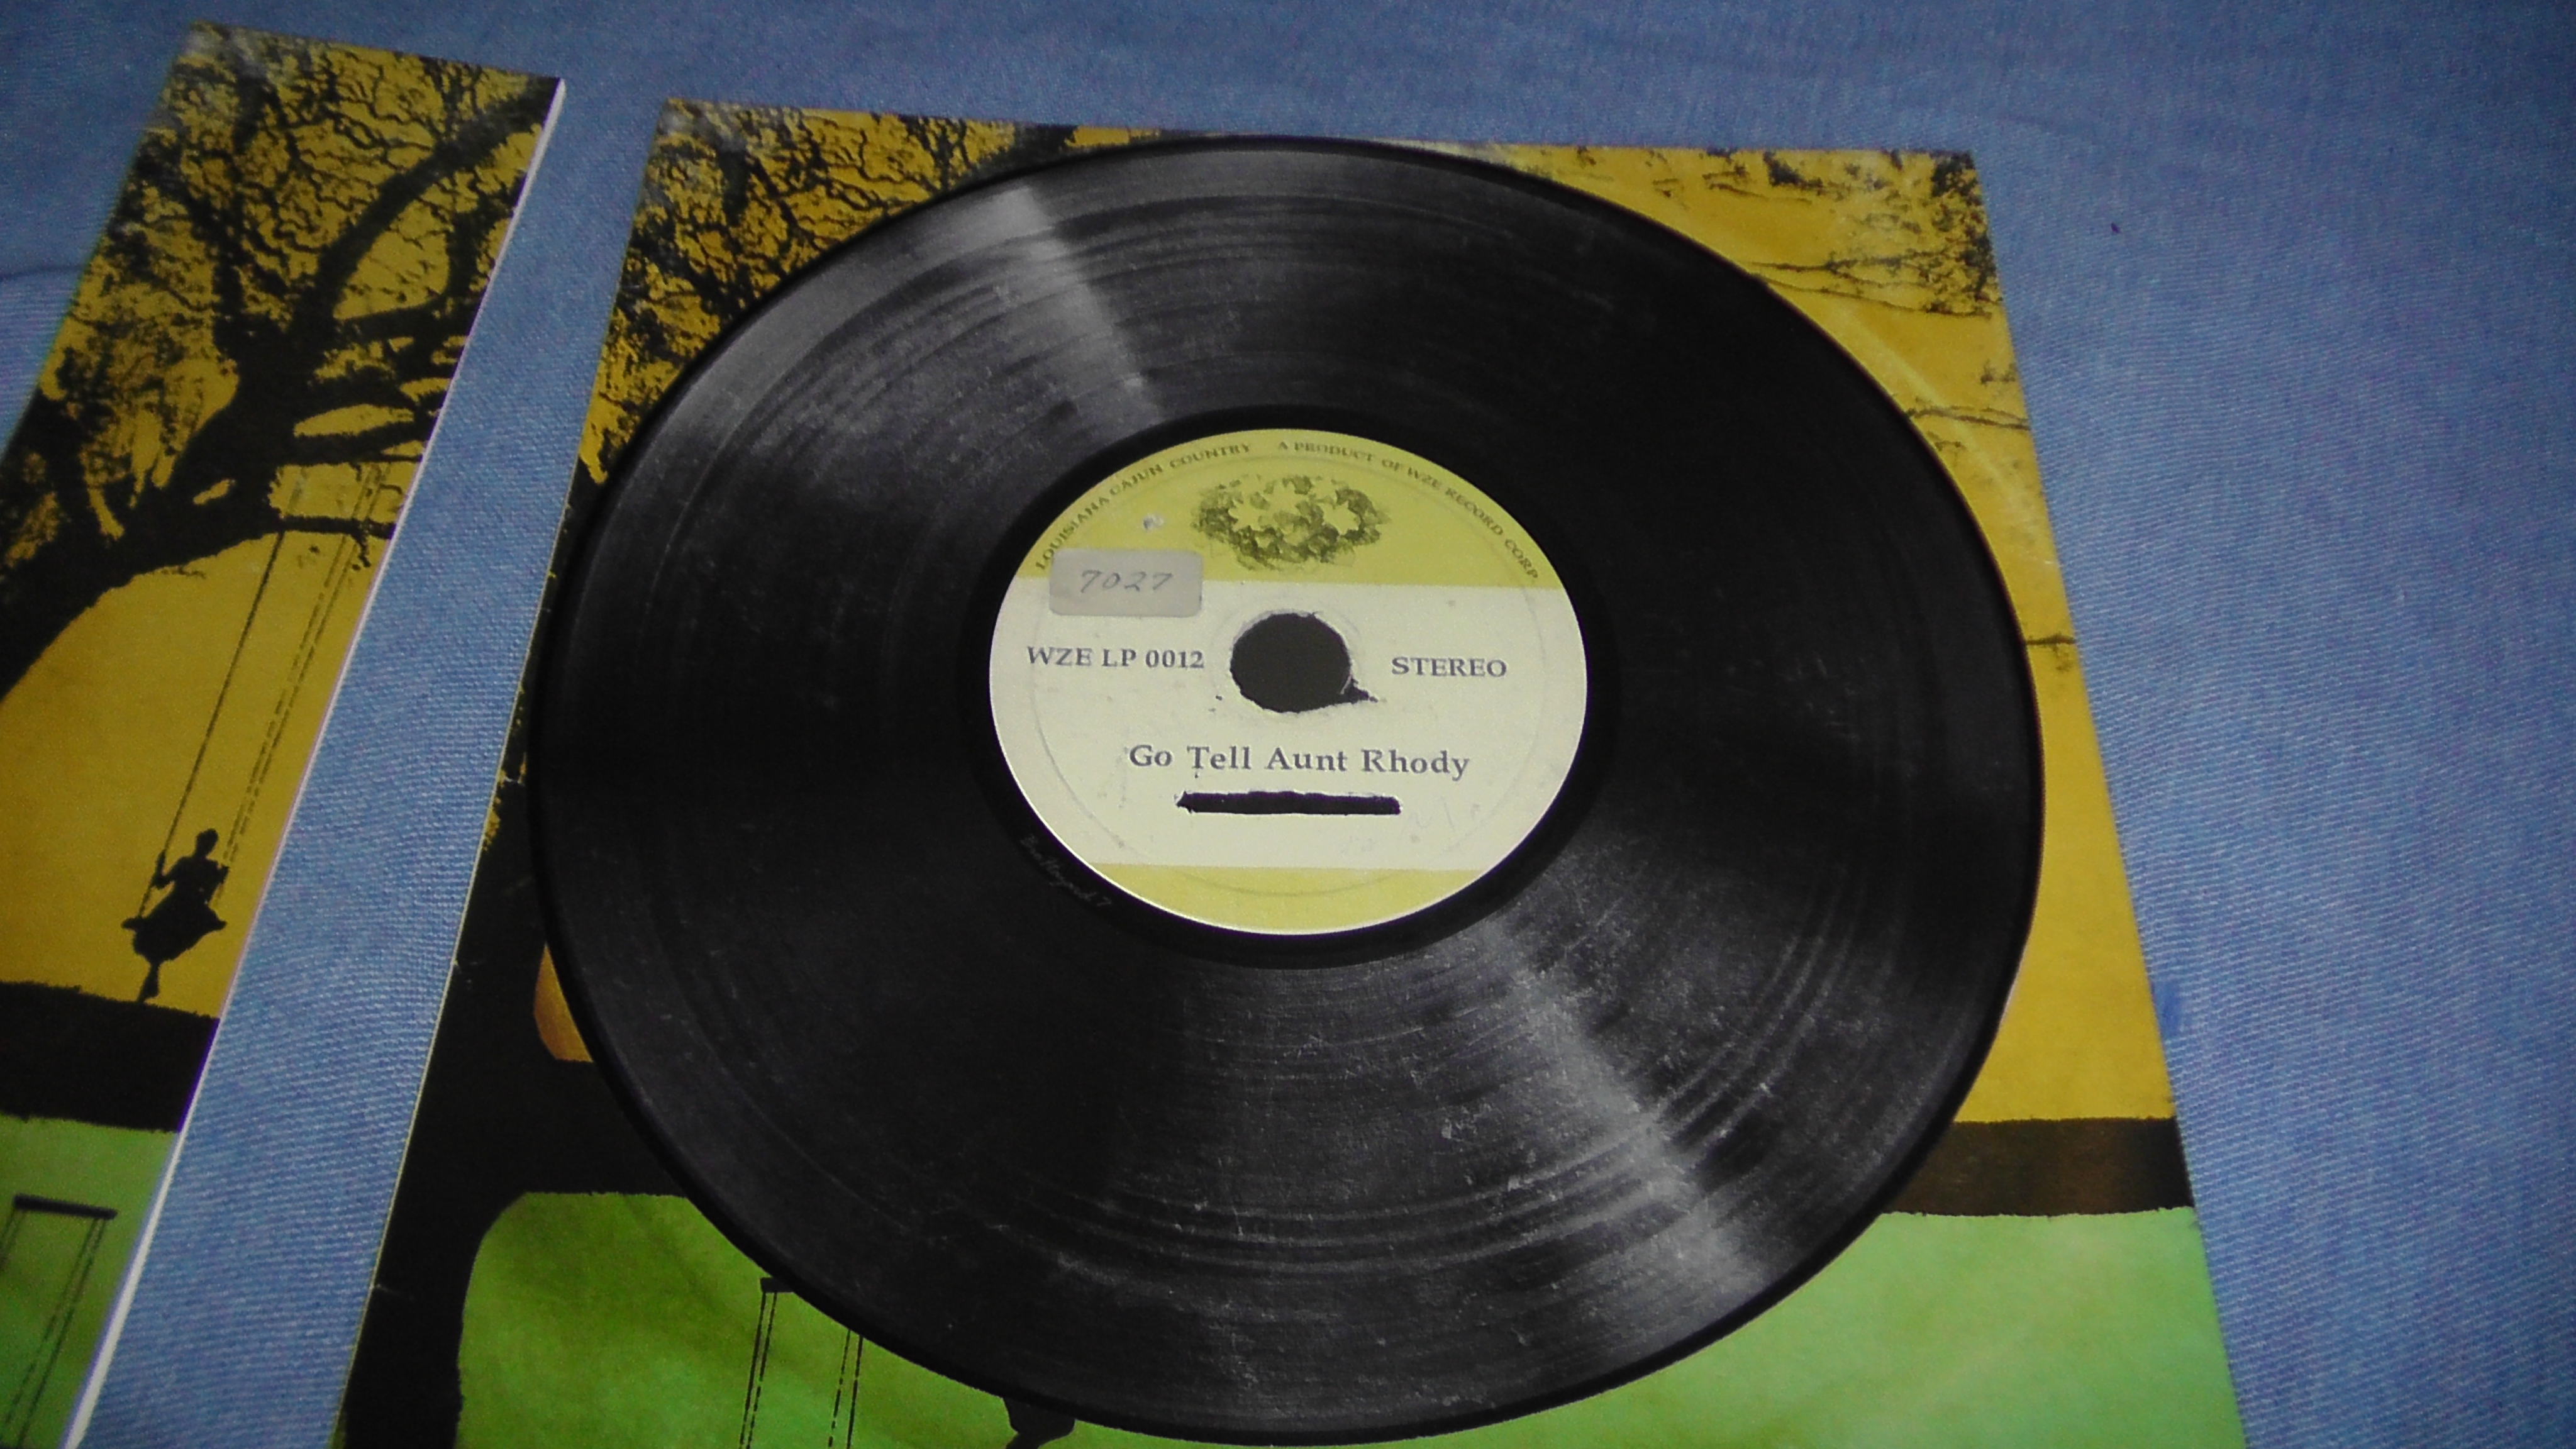 LOUISIANA CAJUN COUNTRY A PRODUCT OF WZE RECORD CORP.
7027
WZE LP 0012 STEREO
Go Tell Aunt Rhody